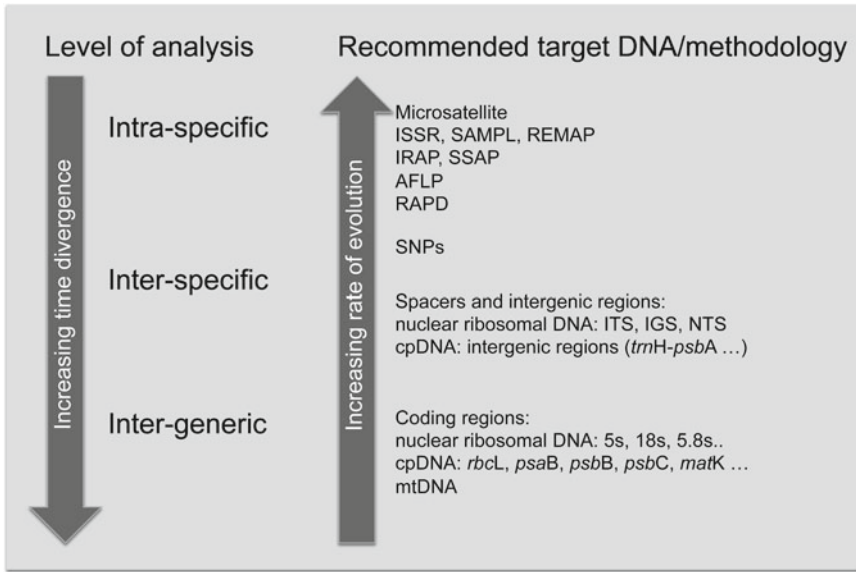 Level of analysis
Recommended target DNA/methodology
Increasing time divergence
Intra-specific
Inter-specific
Inter-generic
Increasing rate of evolution
Microsatellite
ISSR, SAMPL, REMAP
IRAP, SSAP
AFLP
RAPD
SNPs
Spacers and intergenic regions:
nuclear ribosomal DNA: ITS, IGS, NTS
cpDNA: intergenic regions (trnH-psbA ...)
Coding regions:
nuclear ribosomal DNA: 5s, 18s, 5.8s..
cpDNA: rbcL, psaB, psbB, psbC, matK ...
mtDNA